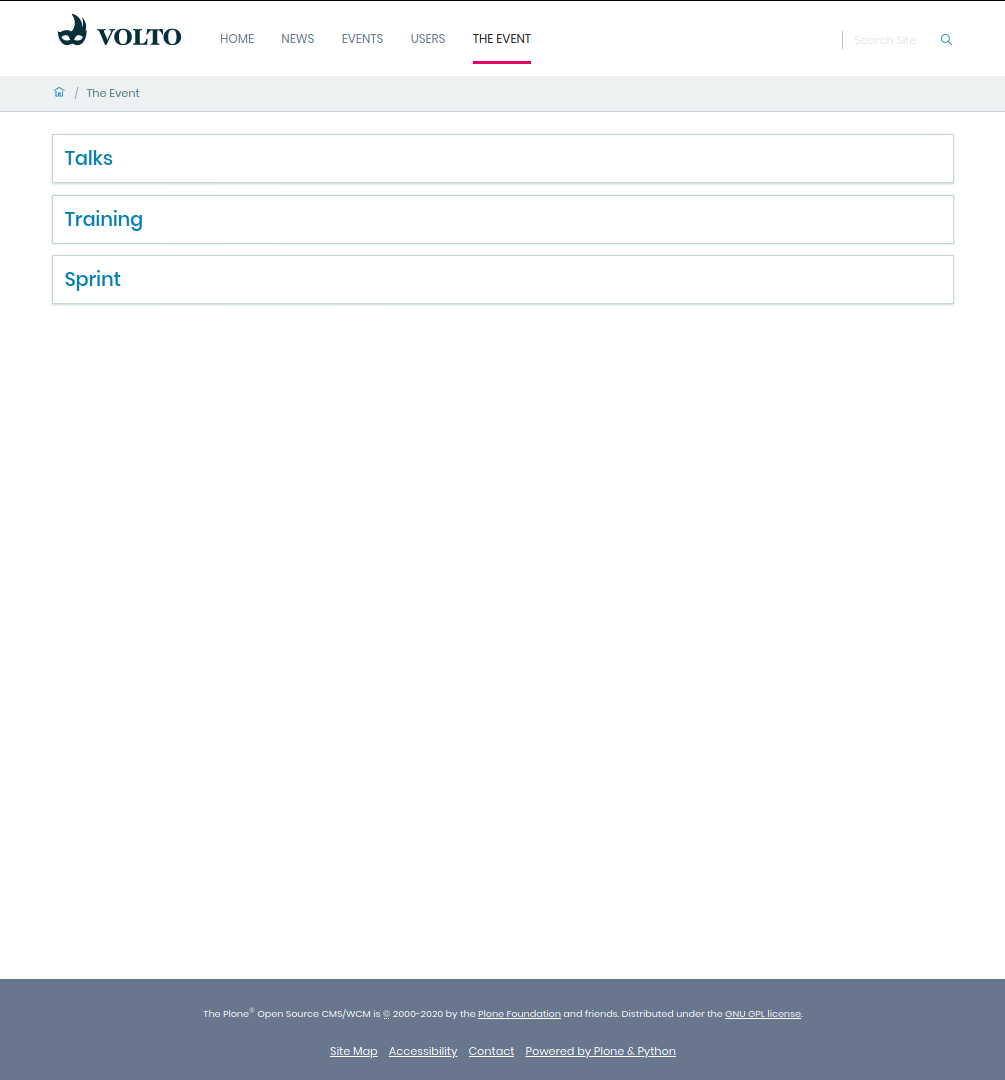 VOLTO
HOME NEWS EVENTS USERS THE EVENT
Search Site
/ The Event
Talks
Training
Sprint
The Plone® Open Source CMS/WCM is © 2000-2020 by the Plone Foundation and friends. Distributed under the GNU GPL license.
Site Map Accessibility Contact Powered by Plone & Python